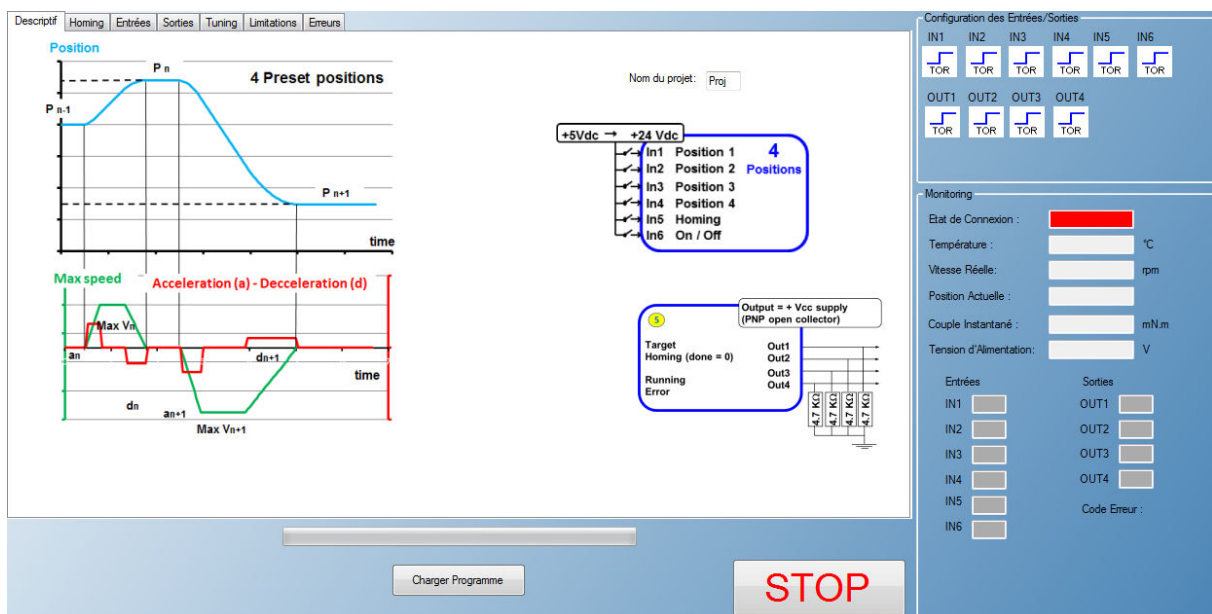 Descriptif Homing Entrées Sorties Tuning Limitations Erreurs
Position
P n
4 Preset positions
P n-1
P n+1
time
Max speed
Acceleration (a) - Decceleration (d)
Max Vn
an
dn+1
time
dn
an+1
Max Vn+1
Nom du projet: Proj
+5Vdc → +24 Vdc
In1 Position 1
In2 Position 2
In3 Position 3
In4 Position 4
In5 Homing
In6 On / Off
4
Positions
Output = + Vcc supply
(PNP open collector)
5
Target Out1
Homing (done = 0) Out2
Running Out3
Error Out4
4.7 KΩ 4.7 KΩ 4.7 KΩ 4.7 KΩ
Charger Programme
STOP
Configuration des Entrées/Sorties
IN1 IN2 IN3 IN4 IN5 IN6
TOR TOR TOR TOR TOR TOR
OUT1 OUT2 OUT3 OUT4
TOR TOR TOR TOR
Monitoring
Etat de Connexion :
Température : °C
Vitesse Réelle: rpm
Position Actuelle :
Couple Instantané : mN.m
Tension d'Alimentation: V
Entrées Sorties
IN1 OUT1
IN2 OUT2
IN3 OUT3
IN4 OUT4
IN5
Code Erreur :
IN6